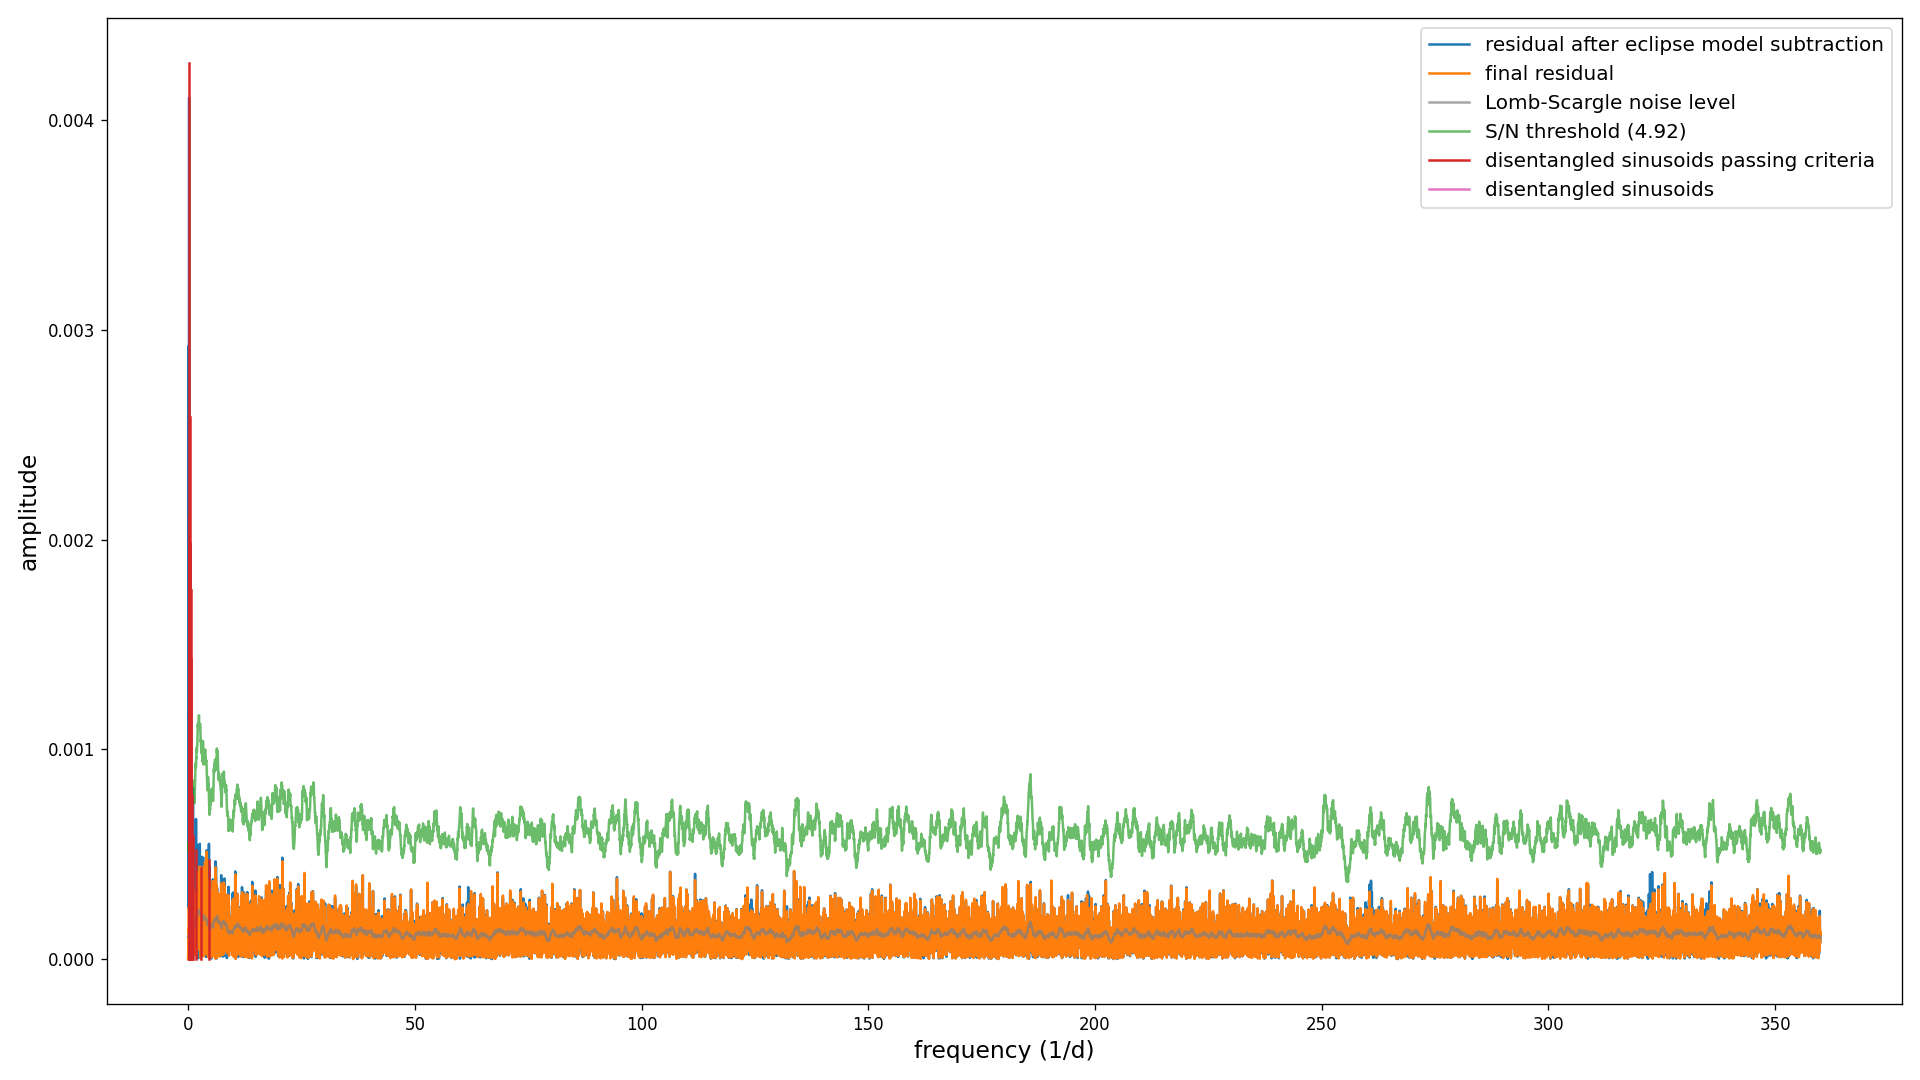 residual after eclipse model subtraction
final residual
Lomb-Scargle noise level
S/N threshold (4.92)
disentangled sinusoids passing criteria
disentangled sinusoids
0.004
0.003
0.002
0.001
0.000
amplitude
0 50 100 150 200 250 300 350
frequency (1/d)